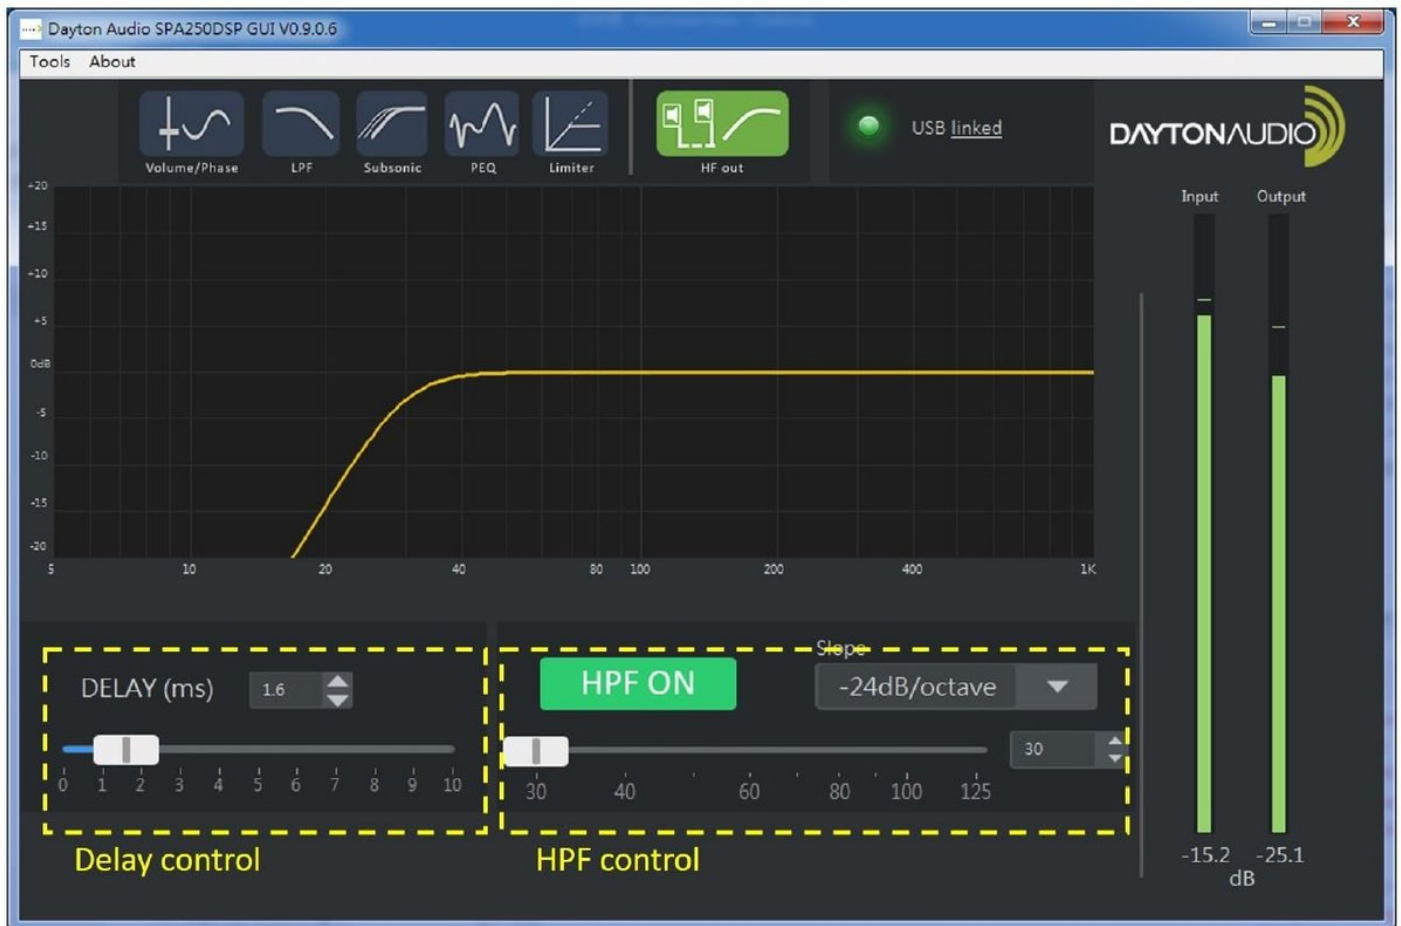 Dayton Audio SPA250DSP GUI V0.9.0.6
Tools About
Volume/Phase LPF Subsonic PEQ Limiter HF out
USB linked
DAYTONAUDIO
Input Output
+20
+15
+10
+5
0dB
-5
-10
-15
-20
5 10 20 40 80 100 200 400 1K
Slope
DELAY (ms) 1.6
HPF ON
-24dB/octave
30
0 1 2 3 4 5 6 7 8 9 10
30 40 60 80 100 125
Delay control
HPF control
-15.2 -25.1
dB